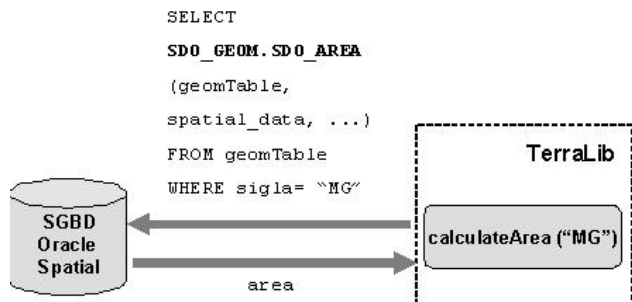 SELECT
SDO_GEOM.SDO_AREA
(geomTable,
spatial_data, ...)
FROM geomTable
WHERE sigla= “MG”
TerraLib
SGBD
Oracle
Spatial
calculateArea (“MG”)
area